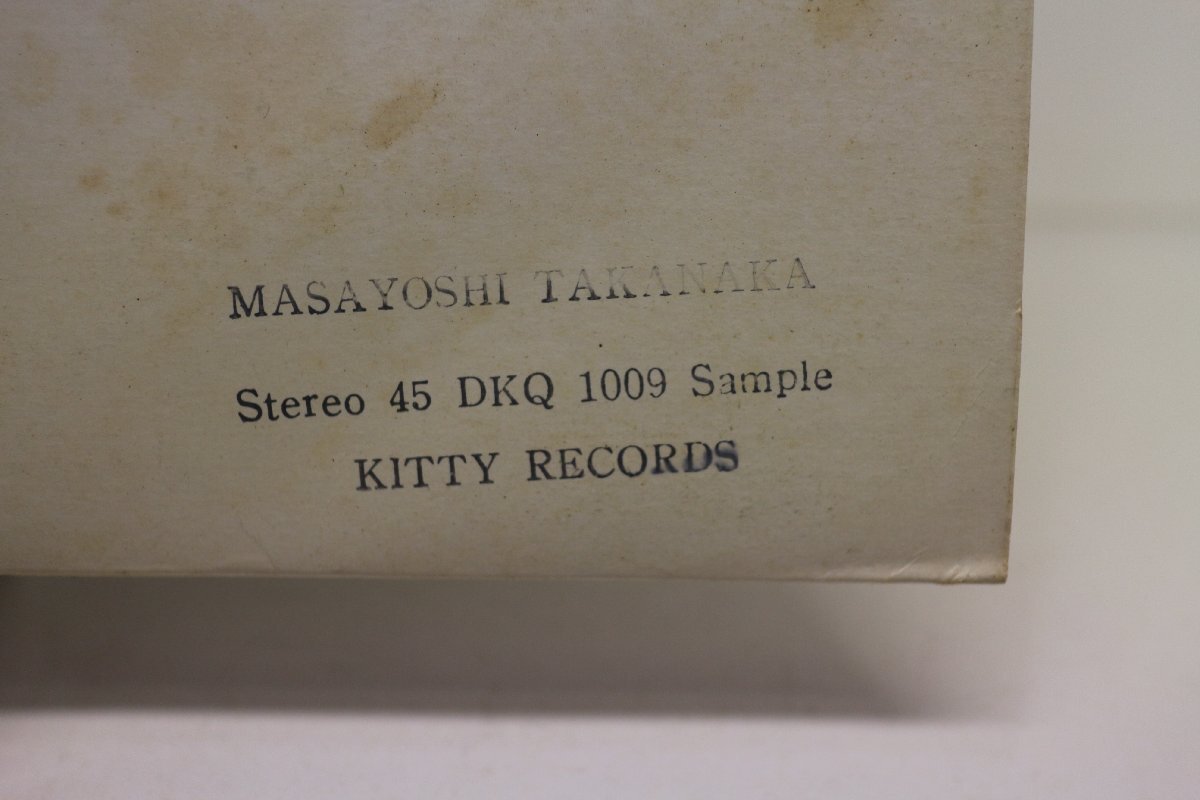 MASAYOSHI TAKANAKA
Stereo 45 DKQ 1009 Sample
KITTY RECORDS